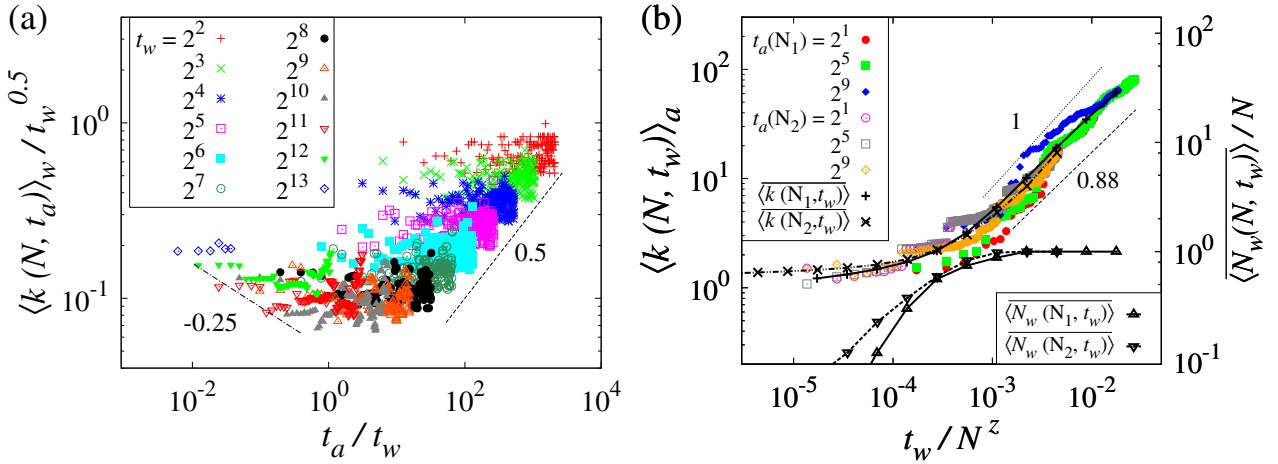 (a)
⟨k (N, t_a)⟩_w / t_w^0.5
10^0
10^-1
t_w = 2^2
2^3
2^4
2^5
2^6
2^7
2^8
2^9
2^10
2^11
2^12
2^13
-0.25
0.5
10^-2
10^0
10^2
10^4
t_a / t_w
(b)
⟨k (N, t_w)⟩_a
10^2
10^1
10^0
t_a(N_1) = 2^1
2^5
2^9
t_a(N_2) = 2^1
2^5
2^9
\overline{⟨k (N_1,t_w)⟩}
\overline{⟨k (N_2,t_w)⟩}
1
0.88
\overline{⟨N_w (N_1, t_w)⟩}
\overline{⟨N_w (N_2, t_w)⟩}
10^-5
10^-4
10^-3
10^-2
t_w / N^z
10^2
10^1
10^0
10^-1
\overline{⟨N_w(N, t_w)⟩}/N